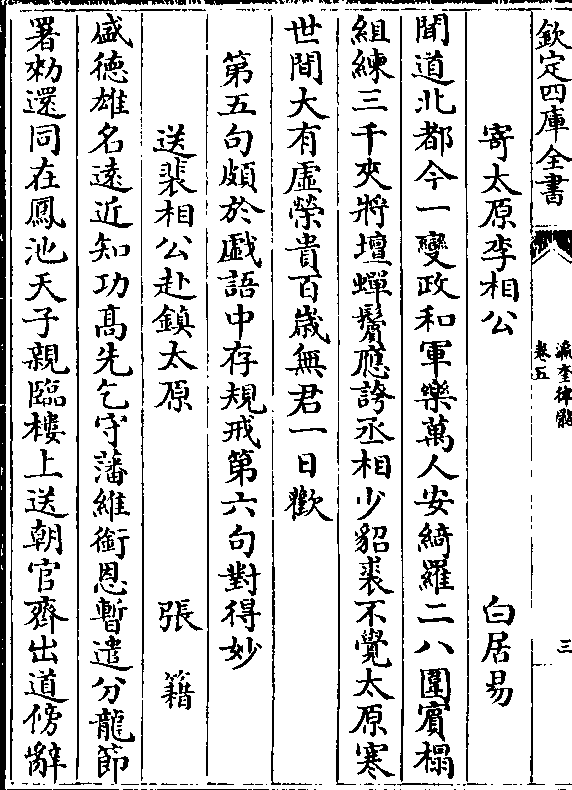 欽定四庫全書
瀛奎律髓
卷五
三
寄太原李相公 白居易
聞道北都今一變政和軍樂萬人安綺羅二八圍賓榻
組練三千夾將壇蟬鬢應誇丞相少貂裘不覺太原寒
世間大有虛榮貴百歲無君一日歡
第五句頗於戲語中存規戒第六句對得妙
送裴相公赴鎮太原 張籍
盛德雄名遠近知功髙先乞守藩維銜恩暫遣分龍節
署勑還同在鳳池天子親臨樓上送朝官齊出道傍辭